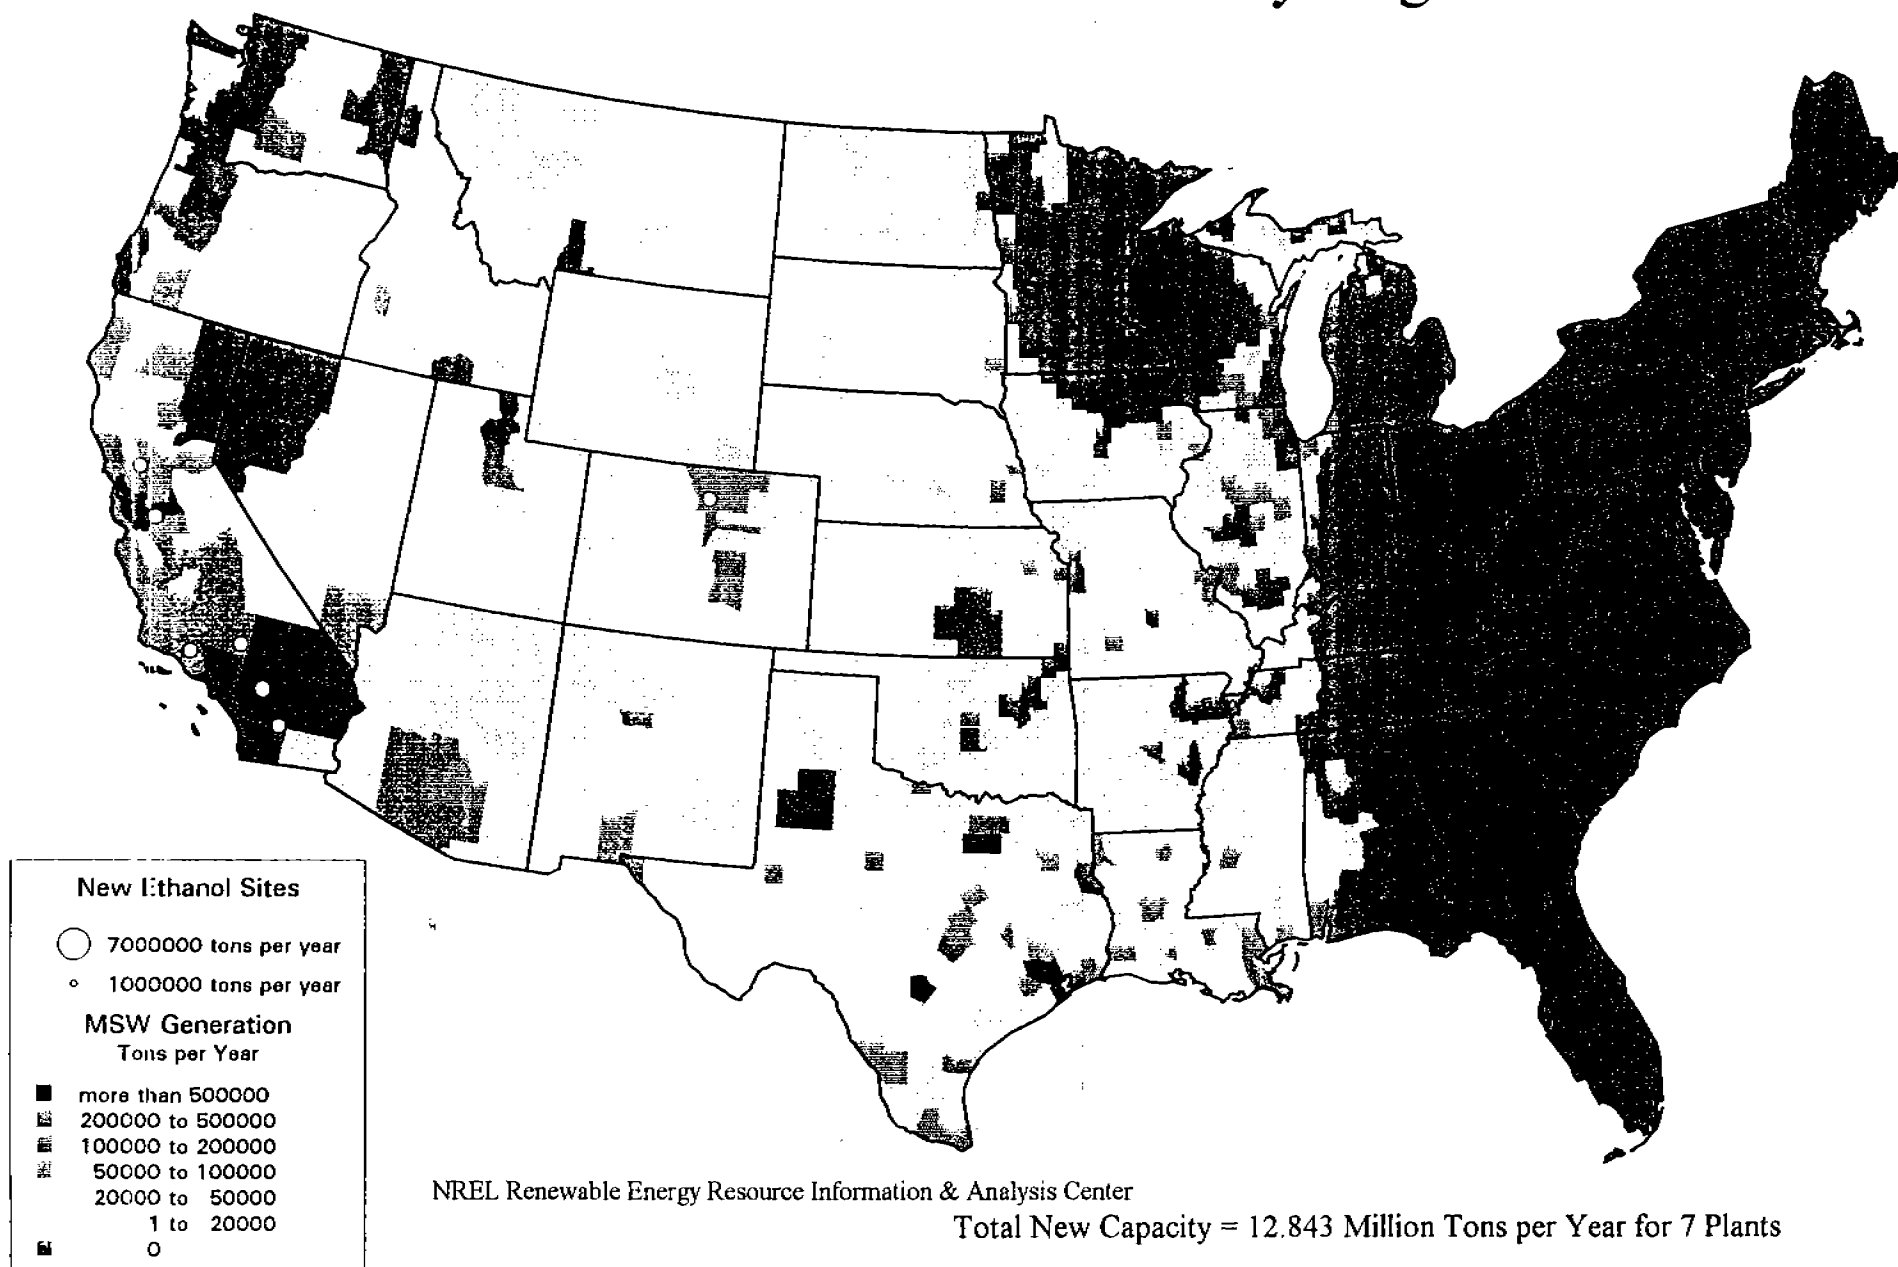 New Ethanol Sites
7000000 tons per year
1000000 tons per year
MSW Generation
Tons per Year
more than 500000
200000 to 500000
100000 to 200000
50000 to 100000
20000 to 50000
1 to 20000
0
NREL Renewable Energy Resource Information & Analysis Center
Total New Capacity = 12.843 Million Tons per Year for 7 Plants